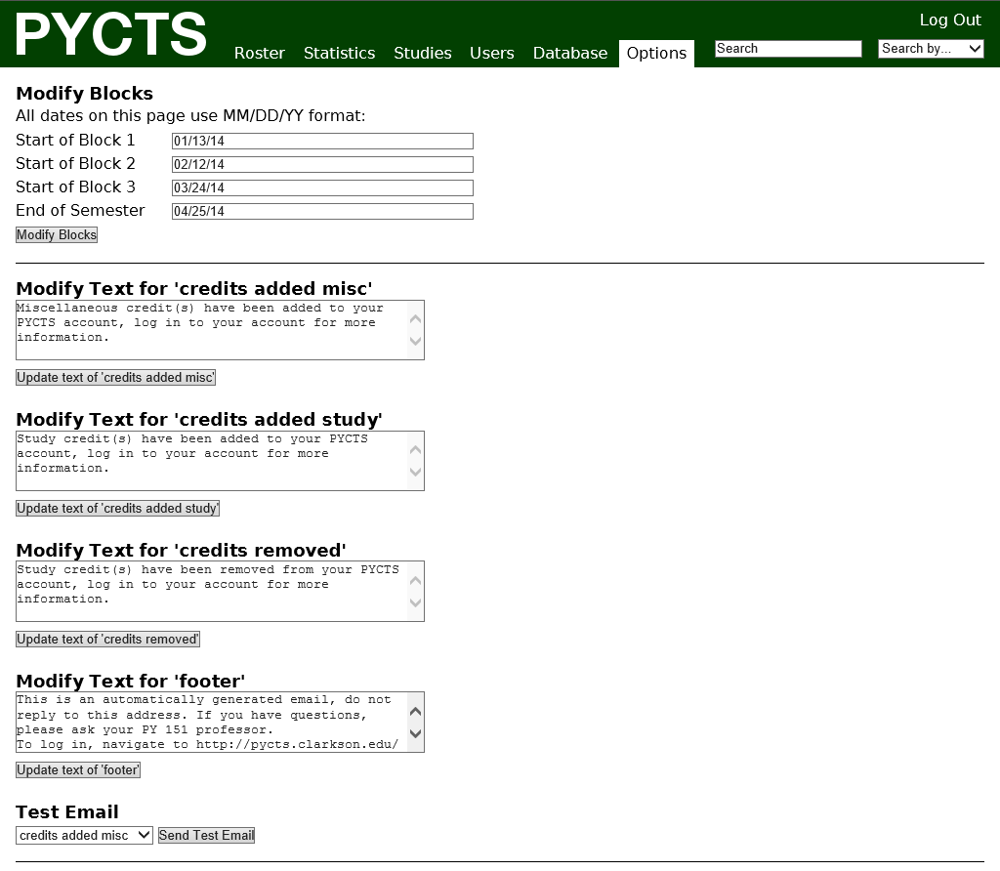 PYCTS
Log Out
Roster Statistics Studies Users Database Options Search Search by...
Modify Blocks
All dates on this page use MM/DD/YY format:
Start of Block 1 01/13/14
Start of Block 2 02/12/14
Start of Block 3 03/24/14
End of Semester 04/25/14
Modify Blocks
Modify Text for 'credits added misc'
Miscellaneous credit(s) have been added to your
PYCTS account, log in to your account for more
information.
Update text of 'credits added misc'
Modify Text for 'credits added study'
Study credit(s) have been added to your PYCTS
account, log in to your account for more
information.
Update text of 'credits added study'
Modify Text for 'credits removed'
Study credit(s) have been removed from your PYCTS
account, log in to your account for more
information.
Update text of 'credits removed'
Modify Text for 'footer'
This is an automatically generated email, do not
reply to this address. If you have questions,
please ask your PY 151 professor.
To log in, navigate to http://pycts.clarkson.edu/
Update text of 'footer'
Test Email
credits added misc Send Test Email